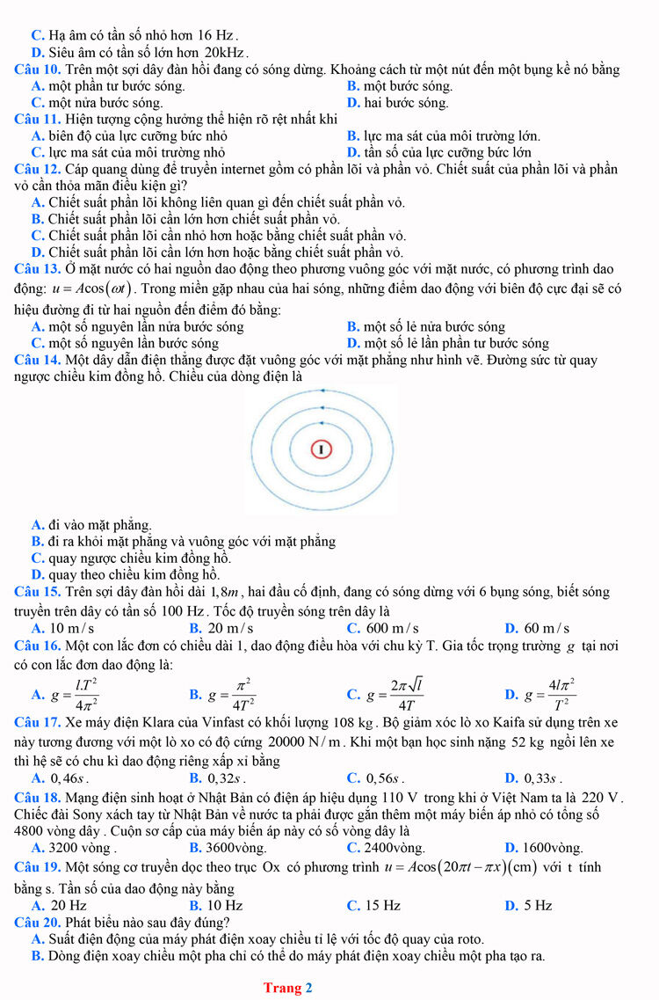 C. Hạ âm có tần số nhỏ hơn 16 Hz.
D. Siêu âm có tần số lớn hơn 20kHz.
Câu 10. Trên một sợi dây đàn hồi đang có sóng dừng. Khoảng cách từ một nút đến một bụng kề nó bằng
A. một phần tư bước sóng. B. một bước sóng.
C. một nửa bước sóng. D. hai bước sóng.
Câu 11. Hiện tượng cộng hưởng thể hiện rõ rệt nhất khi
A. biên độ của lực cưỡng bức nhỏ B. lực ma sát của môi trường lớn.
C. lực ma sát của môi trường nhỏ D. tần số của lực cưỡng bức lớn
Câu 12. Cáp quang dùng để truyền internet gồm có phần lõi và phần vỏ. Chiết suất của phần lõi và phần
vỏ cần thỏa mãn điều kiện gì?
A. Chiết suất phần lõi không liên quan gì đến chiết suất phần vỏ.
B. Chiết suất phần lõi cần lớn hơn chiết suất phần vỏ.
C. Chiết suất phần lõi cần nhỏ hơn hoặc bằng chiết suất phần vỏ.
D. Chiết suất phần lõi cần lớn hơn hoặc bằng chiết suất phần vỏ.
Câu 13. Ở mặt nước có hai nguồn dao động theo phương vuông góc với mặt nước, có phương trình dao
động: u = Acos(ωt). Trong miền gặp nhau của hai sóng, những điểm dao động với biên độ cực đại sẽ có
hiệu đường đi từ hai nguồn đến điểm đó bằng:
A. một số nguyên lần nửa bước sóng B. một số lẻ nửa bước sóng
C. một số nguyên lần bước sóng D. một số lẻ lần phần tư bước sóng
Câu 14. Một dây dẫn điện thẳng được đặt vuông góc với mặt phẳng như hình vẽ. Đường sức từ quay
ngược chiều kim đồng hồ. Chiều của dòng điện là
I
A. đi vào mặt phẳng.
B. đi ra khỏi mặt phẳng và vuông góc với mặt phẳng
C. quay ngược chiều kim đồng hồ.
D. quay theo chiều kim đồng hồ.
Câu 15. Trên sợi dây đàn hồi dài 1,8m, hai đầu cố định, đang có sóng dừng với 6 bụng sóng, biết sóng
truyền trên dây có tần số 100 Hz. Tốc độ truyền sóng trên dây là
A. 10 m/s B. 20 m/s C. 600 m/s D. 60 m/s
Câu 16. Một con lắc đơn có chiều dài 1, dao động điều hòa với chu kỳ T. Gia tốc trọng trường g tại nơi
có con lắc đơn dao động là:
A. g = l.T²/4π² B. g = π²/4T² C. g = 2π√l/4T D. g = 4lπ²/T²
Câu 17. Xe máy điện Klara của Vinfast có khối lượng 108 kg. Bộ giảm xóc lò xo Kaifa sử dụng trên xe
này tương đương với một lò xo có độ cứng 20000 N/m. Khi một bạn học sinh nặng 52 kg ngồi lên xe
thì hệ sẽ có chu kì dao động riêng xấp xỉ bằng
A. 0,46s. B. 0,32s. C. 0,56s. D. 0,33s.
Câu 18. Mạng điện sinh hoạt ở Nhật Bản có điện áp hiệu dụng 110 V trong khi ở Việt Nam ta là 220 V.
Chiếc đài Sony xách tay từ Nhật Bản về nước ta phải được gắn thêm một máy biến áp nhỏ có tổng số
4800 vòng dây. Cuộn sơ cấp của máy biến áp này có số vòng dây là
A. 3200 vòng. B. 3600vòng. C. 2400vòng. D. 1600vòng.
Câu 19. Một sóng cơ truyền dọc theo trục Ox có phương trình u = Acos(20πt − πx)(cm) với t tính
bằng s. Tần số của dao động này bằng
A. 20 Hz B. 10 Hz C. 15 Hz D. 5 Hz
Câu 20. Phát biểu nào sau đây đúng?
A. Suất điện động của máy phát điện xoay chiều tỉ lệ với tốc độ quay của roto.
B. Dòng điện xoay chiều một pha chỉ có thể do máy phát điện xoay chiều một pha tạo ra.
Trang 2